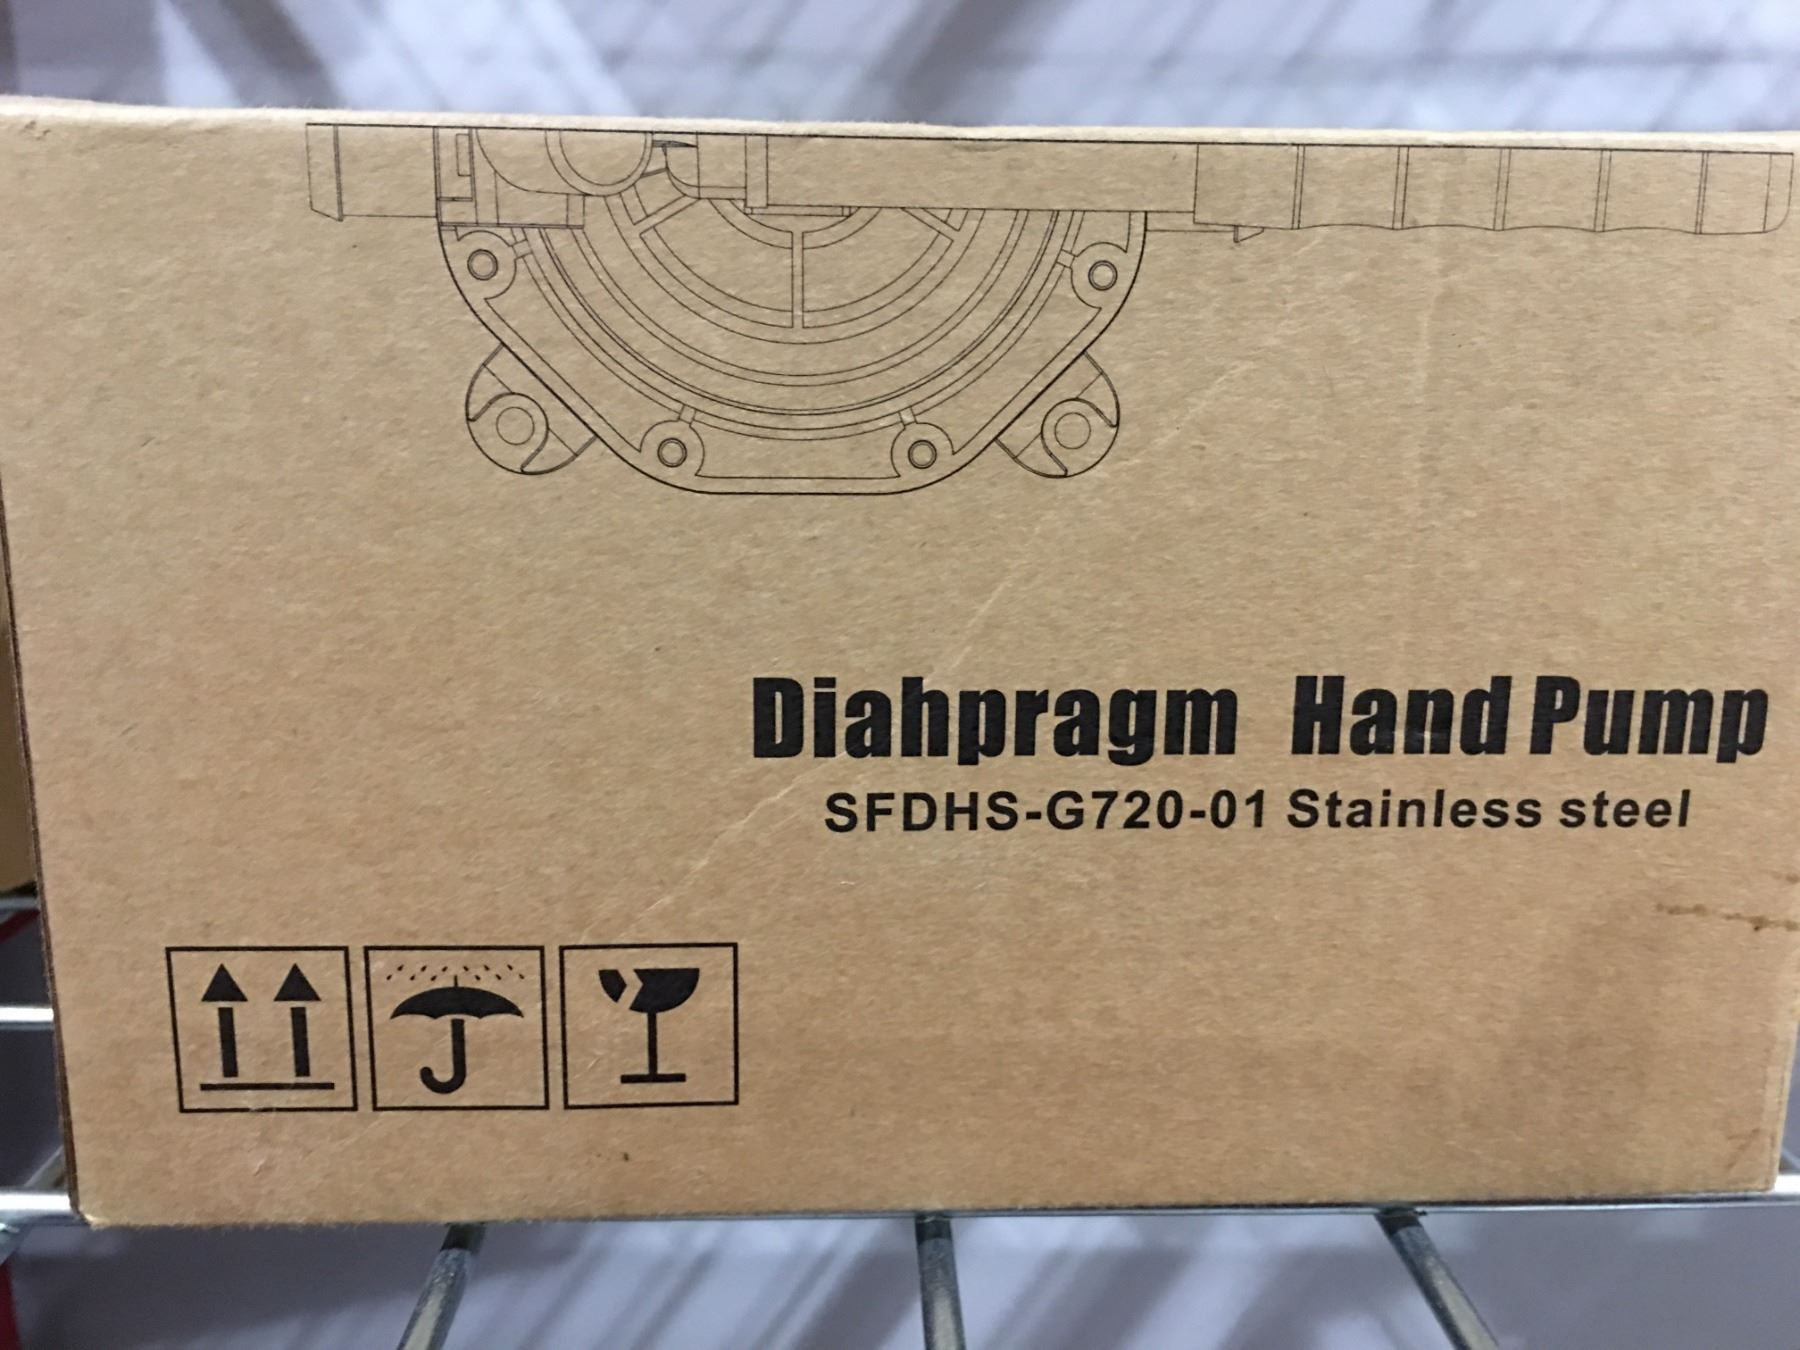 Diahpragm Hand Pump
SFDHS-G720-01 Stainless steel